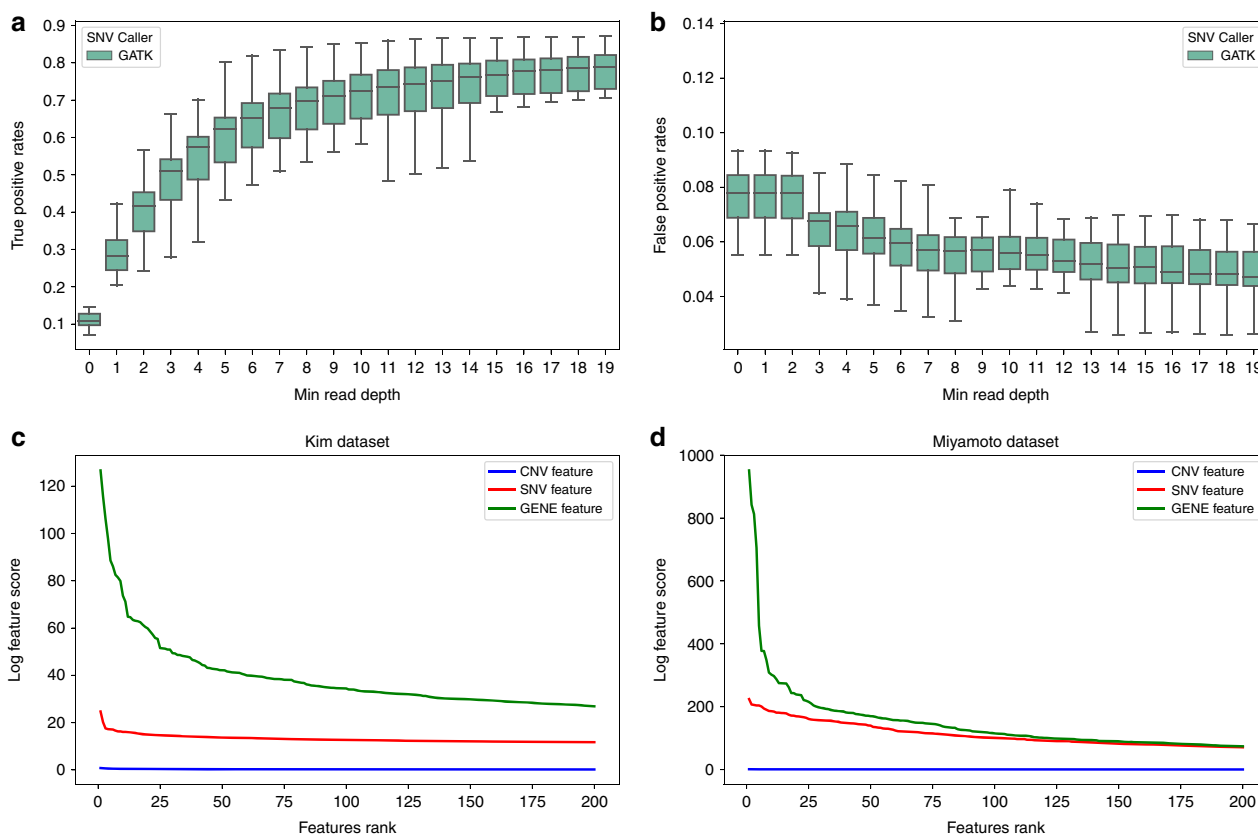 a
SNV Caller
GATK
True positive rates
0.9
0.8
0.7
0.6
0.5
0.4
0.3
0.2
0.1
0 1 2 3 4 5 6 7 8 9 10 11 12 13 14 15 16 17 18 19
Min read depth
b
SNV Caller
GATK
False positive rates
0.14
0.12
0.10
0.08
0.06
0.04
0 1 2 3 4 5 6 7 8 9 10 11 12 13 14 15 16 17 18 19
Min read depth
c
Kim dataset
CNV feature
SNV feature
GENE feature
Log feature score
120
100
80
60
40
20
0
0 25 50 75 100 125 150 175 200
Features rank
d
Miyamoto dataset
CNV feature
SNV feature
GENE feature
Log feature score
1000
800
600
400
200
0
0 25 50 75 100 125 150 175 200
Features rank